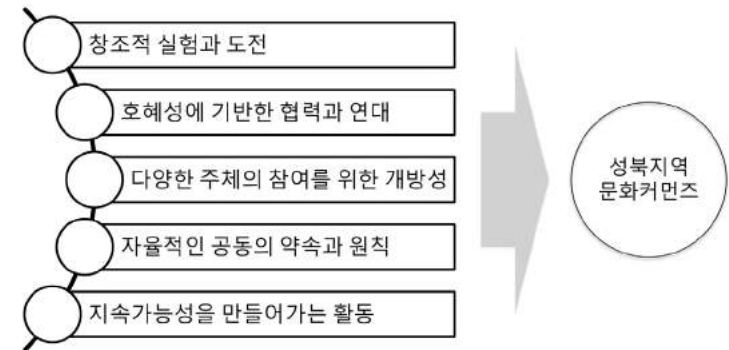 창조적 실험과 도전
호혜성에 기반한 협력과 연대
다양한 주체의 참여를 위한 개방성
자율적인 공동의 약속과 원칙
지속가능성을 만들어가는 활동
성북지역
문화커먼즈